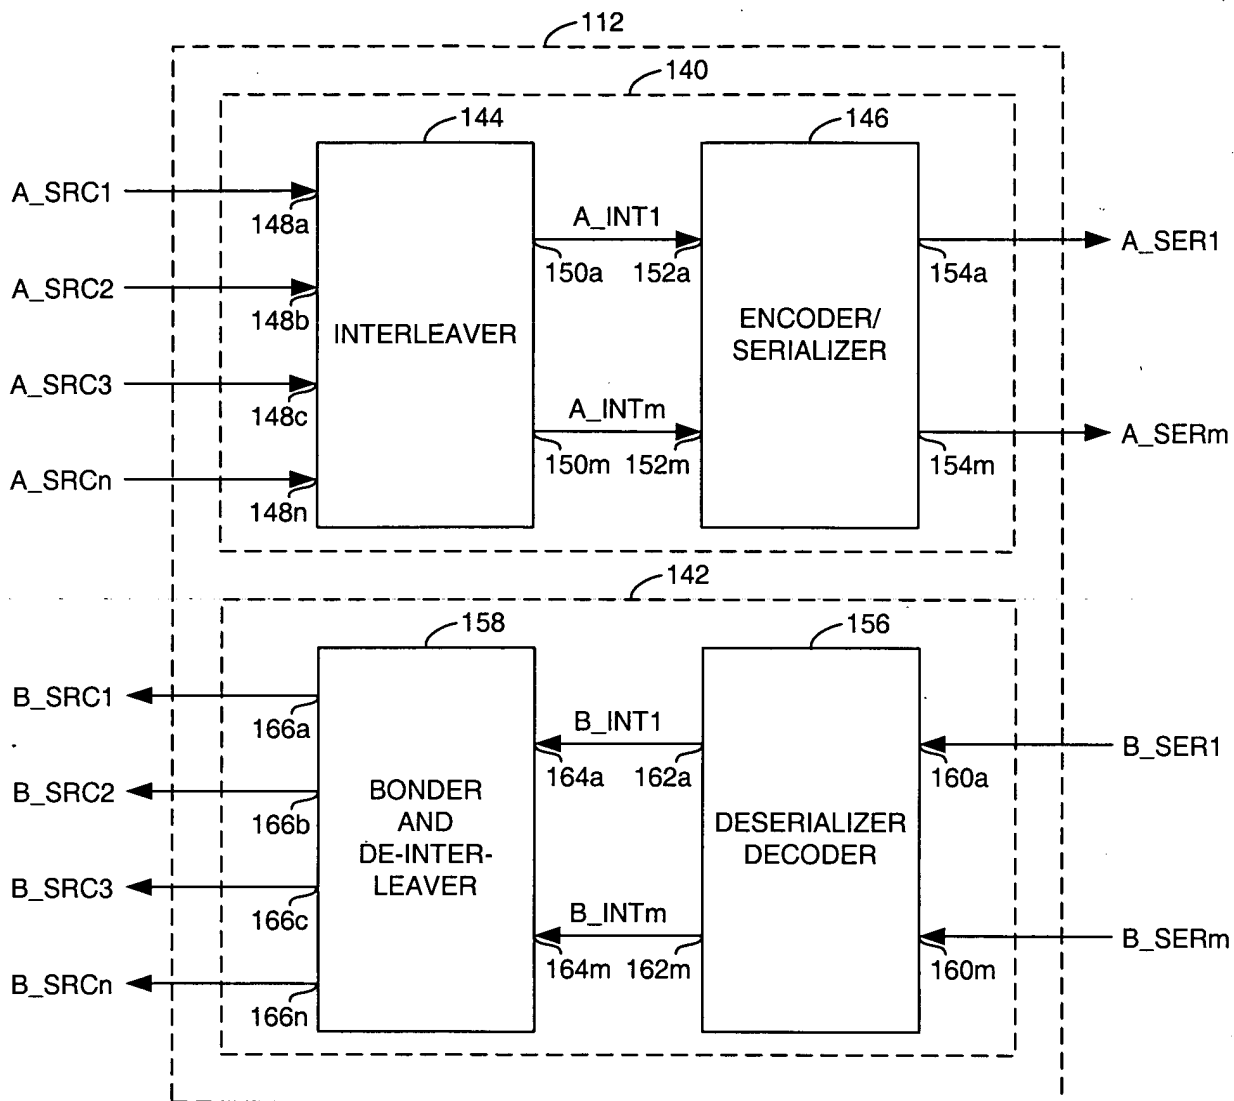 112
140
144
146
A_SRC1
148a
A_INT1
150a
152a
154a
A_SER1
A_SRC2
148b
INTERLEAVER
ENCODER/
SERIALIZER
A_SRC3
148c
A_INTm
150m
152m
154m
A_SERm
A_SRCn
148n
142
158
156
B_SRC1
166a
B_INT1
164a
162a
160a
B_SER1
B_SRC2
166b
BONDER
AND
DE-INTER-
LEAVER
DESERIALIZER
DECODER
B_SRC3
166c
B_INTm
164m
162m
160m
B_SERm
B_SRCn
166n